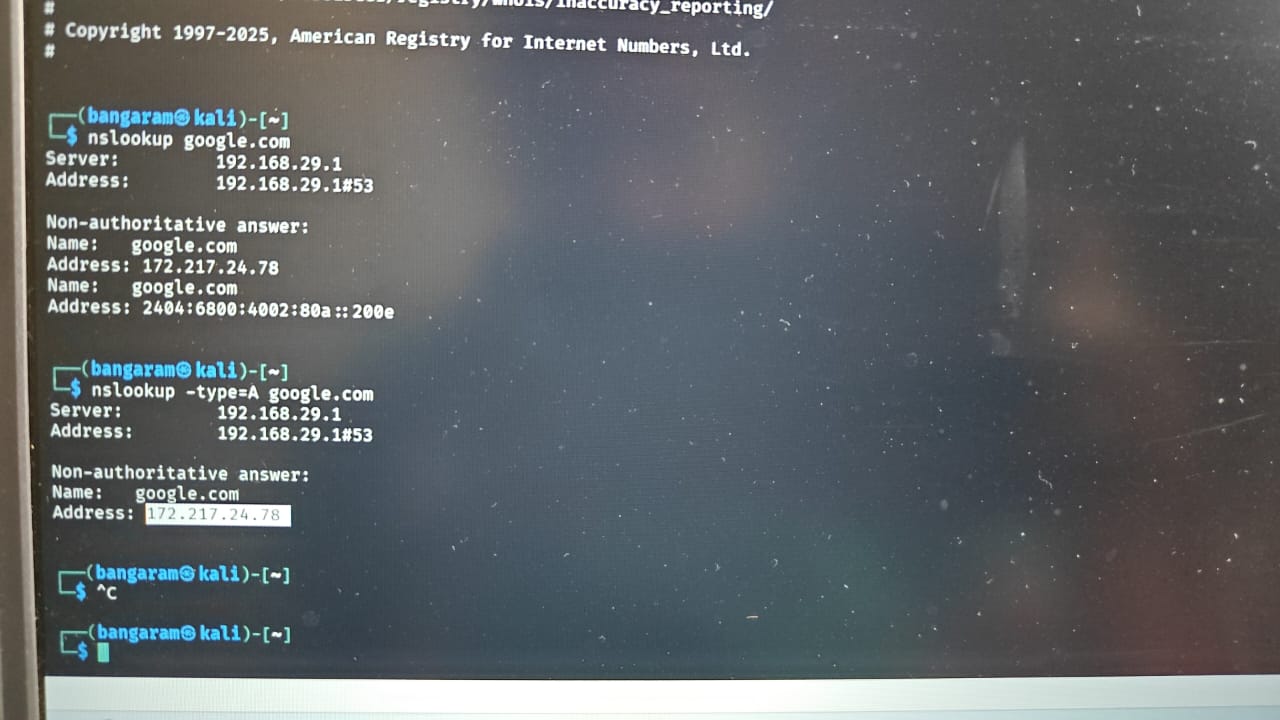 #
/registry/whois/inaccuracy_reporting/
#
# Copyright 1997-2025, American Registry for Internet Numbers, Ltd.
#
┌──(bangaram㉿kali)-[~]
└─$ nslookup google.com
Server: 192.168.29.1
Address: 192.168.29.1#53
Non-authoritative answer:
Name: google.com
Address: 172.217.24.78
Name: google.com
Address: 2404:6800:4002:80a::200e
┌──(bangaram㉿kali)-[~]
└─$ nslookup -type=A google.com
Server: 192.168.29.1
Address: 192.168.29.1#53
Non-authoritative answer:
Name: google.com
Address: 172.217.24.78
┌──(bangaram㉿kali)-[~]
└─$ ^C
┌──(bangaram㉿kali)-[~]
└─$